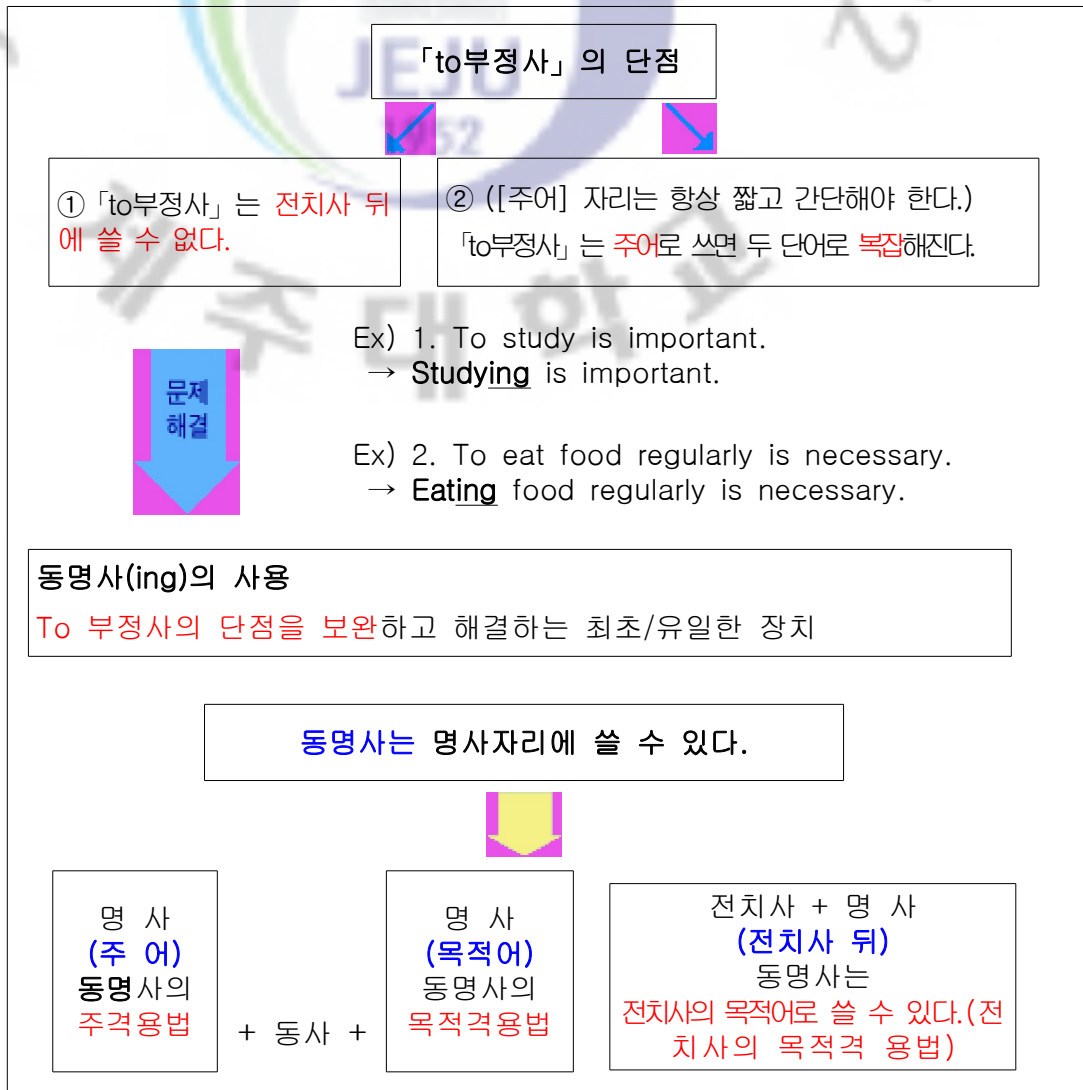 JEJU
1952
제주대학교
「to부정사」의 단점
① 「to부정사」는 전치사 뒤
에 쓸 수 없다.
② ([주어] 자리는 항상 짧고 간단해야 한다.)
「to부정사」는 주어로 쓰면 두 단어로 복잡해진다.
문제
해결
Ex) 1. To study is important.
→ Studying is important.
Ex) 2. To eat food regularly is necessary.
→ Eating food regularly is necessary.
동명사(ing)의 사용
To 부정사의 단점을 보완하고 해결하는 최초/유일한 장치
동명사는 명사자리에 쓸 수 있다.
명 사
(주 어)
동명사의
주격용법
+ 동사 +
명 사
(목적어)
동명사의
목적격용법
전치사 + 명 사
(전치사 뒤)
동명사는
전치사의 목적어로 쓸 수 있다.(전
치사의 목적격 용법)